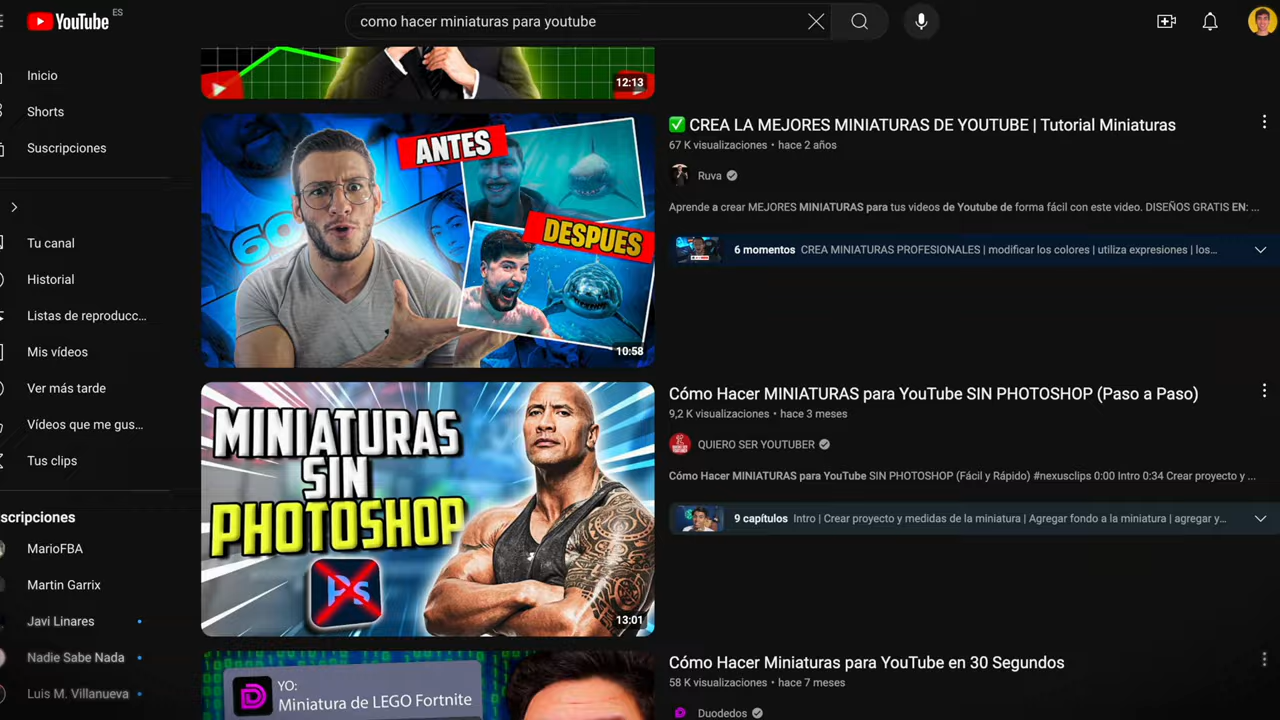 YouTube ES
como hacer miniaturas para youtube
Inicio
Shorts
Suscripciones
Tu canal
Historial
Listas de reproducc...
Mis vídeos
Ver más tarde
Vídeos que me gus...
Tus clips
scripciones
MarioFBA
Martin Garrix
Javi Linares
Nadie Sabe Nada
Luis M. Villanueva
12:13
ANTES
DESPUES
60
10:58
✅ CREA LA MEJORES MINIATURAS DE YOUTUBE | Tutorial Miniaturas
67 K visualizaciones • hace 2 años
Ruva
Aprende a crear MEJORES MINIATURAS para tus videos de Youtube de forma fácil con este video. DISEÑOS GRATIS EN: ...
6 momentos CREA MINIATURAS PROFESIONALES | modificar los colores | utiliza expresiones | los...
MINIATURAS
SIN
PHOTOSHOP
Ps
13:01
Cómo Hacer MINIATURAS para YouTube SIN PHOTOSHOP (Paso a Paso)
9,2 K visualizaciones • hace 3 meses
QUIERO SER YOUTUBER
Cómo Hacer MINIATURAS para YouTube SIN PHOTOSHOP (Fácil y Rápido) #nexusclips 0:00 Intro 0:34 Crear proyecto y ...
9 capítulos Intro | Crear proyecto y medidas de la miniatura | Agregar fondo a la miniatura | agregar y...
YO:
Miniatura de LEGO Fortnite
Cómo Hacer Miniaturas para YouTube en 30 Segundos
58 K visualizaciones • hace 7 meses
Duodedos